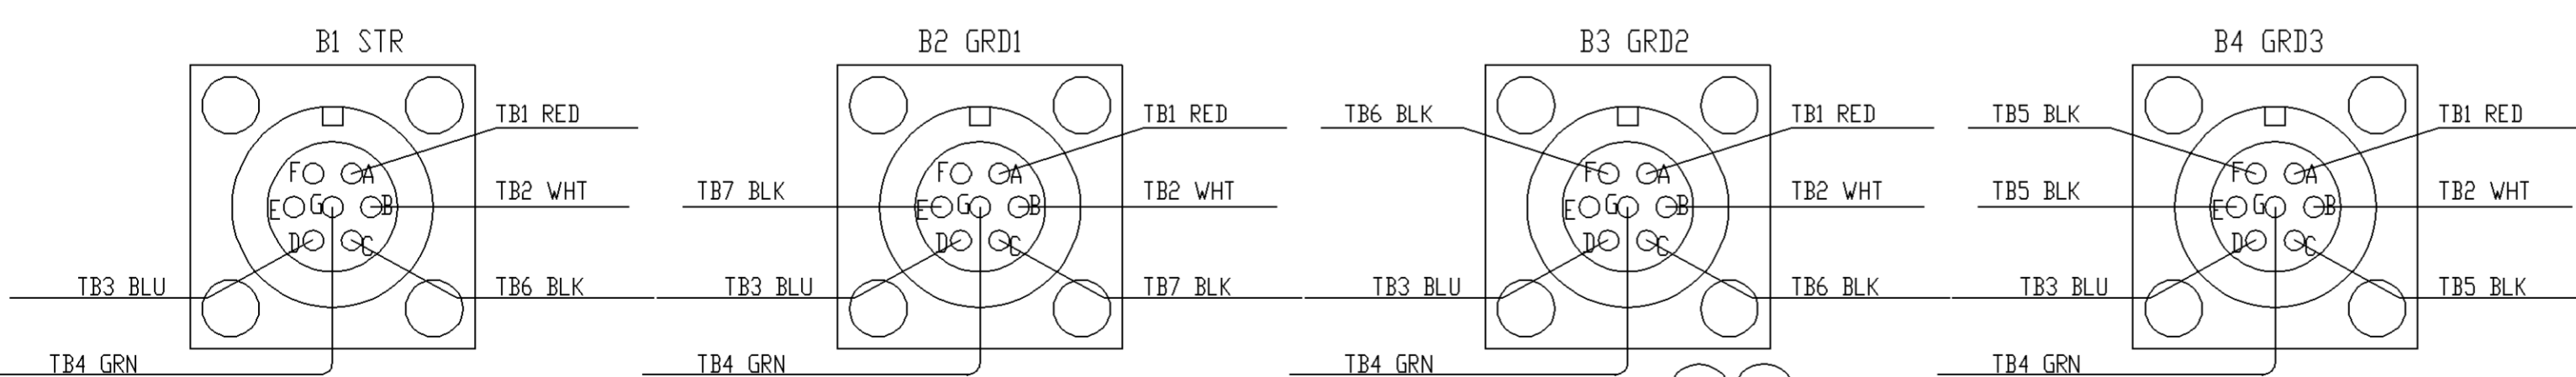 B1 STR
TB1 RED
F A
TB2 WHT
E G B
D C
TB3 BLU
TB6 BLK
TB4 GRN
B2 GRD1
TB1 RED
F A
TB7 BLK
TB2 WHT
E G B
D C
TB3 BLU
TB7 BLK
TB4 GRN
B3 GRD2
TB6 BLK
TB1 RED
F A
TB2 WHT
E G B
D C
TB3 BLU
TB6 BLK
TB4 GRN
B4 GRD3
TB5 BLK
TB1 RED
F A
TB5 BLK
TB2 WHT
E G B
D C
TB3 BLU
TB5 BLK
TB4 GRN